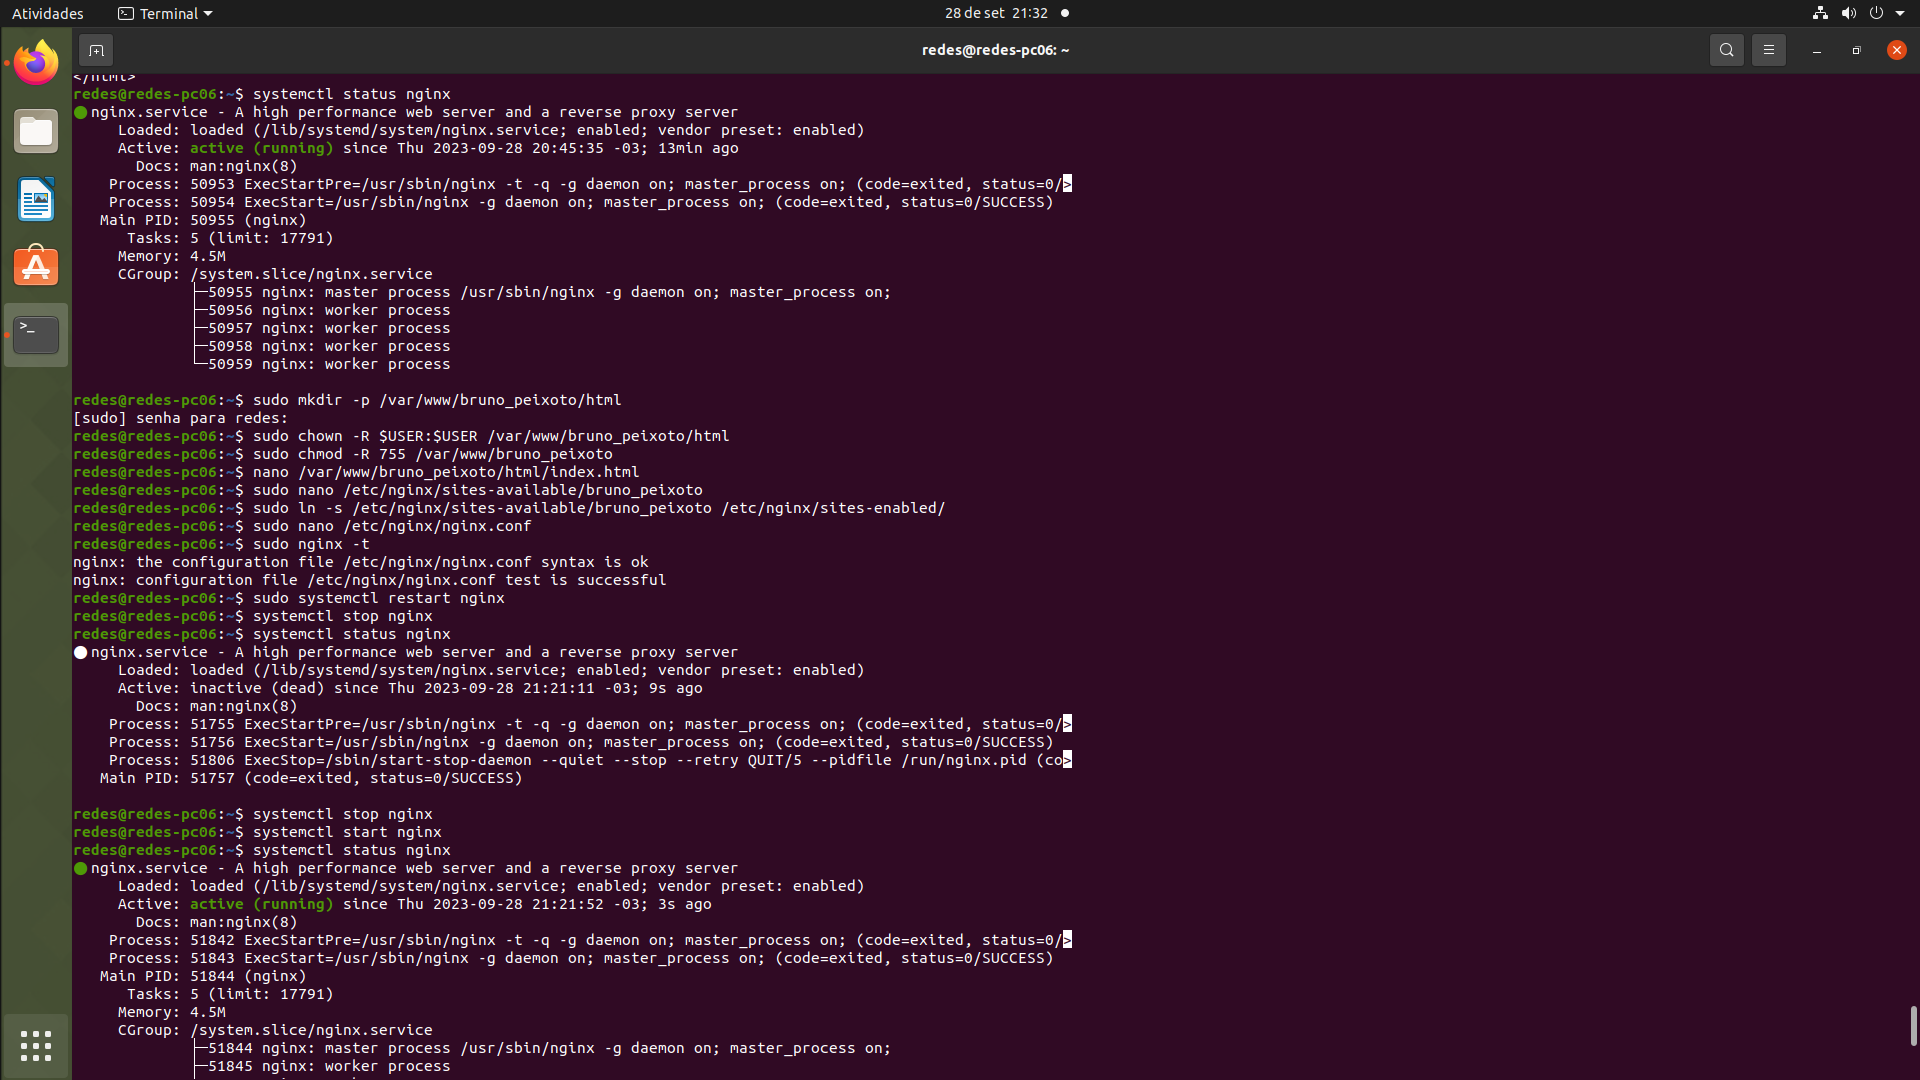 Atividades
Terminal
28 de set 21:32
redes@redes-pc06: ~
</html>
redes@redes-pc06:~$ systemctl status nginx
nginx.service - A high performance web server and a reverse proxy server
Loaded: loaded (/lib/systemd/system/nginx.service; enabled; vendor preset: enabled)
Active: active (running) since Thu 2023-09-28 20:45:35 -03; 13min ago
Docs: man:nginx(8)
Process: 50953 ExecStartPre=/usr/sbin/nginx -t -q -g daemon on; master_process on; (code=exited, status=0/>
Process: 50954 ExecStart=/usr/sbin/nginx -g daemon on; master_process on; (code=exited, status=0/SUCCESS)
Main PID: 50955 (nginx)
Tasks: 5 (limit: 17791)
Memory: 4.5M
CGroup: /system.slice/nginx.service
├─50955 nginx: master process /usr/sbin/nginx -g daemon on; master_process on;
├─50956 nginx: worker process
├─50957 nginx: worker process
├─50958 nginx: worker process
└─50959 nginx: worker process
redes@redes-pc06:~$ sudo mkdir -p /var/www/bruno_peixoto/html
[sudo] senha para redes:
redes@redes-pc06:~$ sudo chown -R $USER:$USER /var/www/bruno_peixoto/html
redes@redes-pc06:~$ sudo chmod -R 755 /var/www/bruno_peixoto
redes@redes-pc06:~$ nano /var/www/bruno_peixoto/html/index.html
redes@redes-pc06:~$ sudo nano /etc/nginx/sites-available/bruno_peixoto
redes@redes-pc06:~$ sudo ln -s /etc/nginx/sites-available/bruno_peixoto /etc/nginx/sites-enabled/
redes@redes-pc06:~$ sudo nano /etc/nginx/nginx.conf
redes@redes-pc06:~$ sudo nginx -t
nginx: the configuration file /etc/nginx/nginx.conf syntax is ok
nginx: configuration file /etc/nginx/nginx.conf test is successful
redes@redes-pc06:~$ sudo systemctl restart nginx
redes@redes-pc06:~$ systemctl stop nginx
redes@redes-pc06:~$ systemctl status nginx
nginx.service - A high performance web server and a reverse proxy server
Loaded: loaded (/lib/systemd/system/nginx.service; enabled; vendor preset: enabled)
Active: inactive (dead) since Thu 2023-09-28 21:21:11 -03; 9s ago
Docs: man:nginx(8)
Process: 51755 ExecStartPre=/usr/sbin/nginx -t -q -g daemon on; master_process on; (code=exited, status=0/>
Process: 51756 ExecStart=/usr/sbin/nginx -g daemon on; master_process on; (code=exited, status=0/SUCCESS)
Process: 51806 ExecStop=/sbin/start-stop-daemon --quiet --stop --retry QUIT/5 --pidfile /run/nginx.pid (co>
Main PID: 51757 (code=exited, status=0/SUCCESS)
redes@redes-pc06:~$ systemctl stop nginx
redes@redes-pc06:~$ systemctl start nginx
redes@redes-pc06:~$ systemctl status nginx
nginx.service - A high performance web server and a reverse proxy server
Loaded: loaded (/lib/systemd/system/nginx.service; enabled; vendor preset: enabled)
Active: active (running) since Thu 2023-09-28 21:21:52 -03; 3s ago
Docs: man:nginx(8)
Process: 51842 ExecStartPre=/usr/sbin/nginx -t -q -g daemon on; master_process on; (code=exited, status=0/>
Process: 51843 ExecStart=/usr/sbin/nginx -g daemon on; master_process on; (code=exited, status=0/SUCCESS)
Main PID: 51844 (nginx)
Tasks: 5 (limit: 17791)
Memory: 4.5M
CGroup: /system.slice/nginx.service
├─51844 nginx: master process /usr/sbin/nginx -g daemon on; master_process on;
├─51845 nginx: worker process